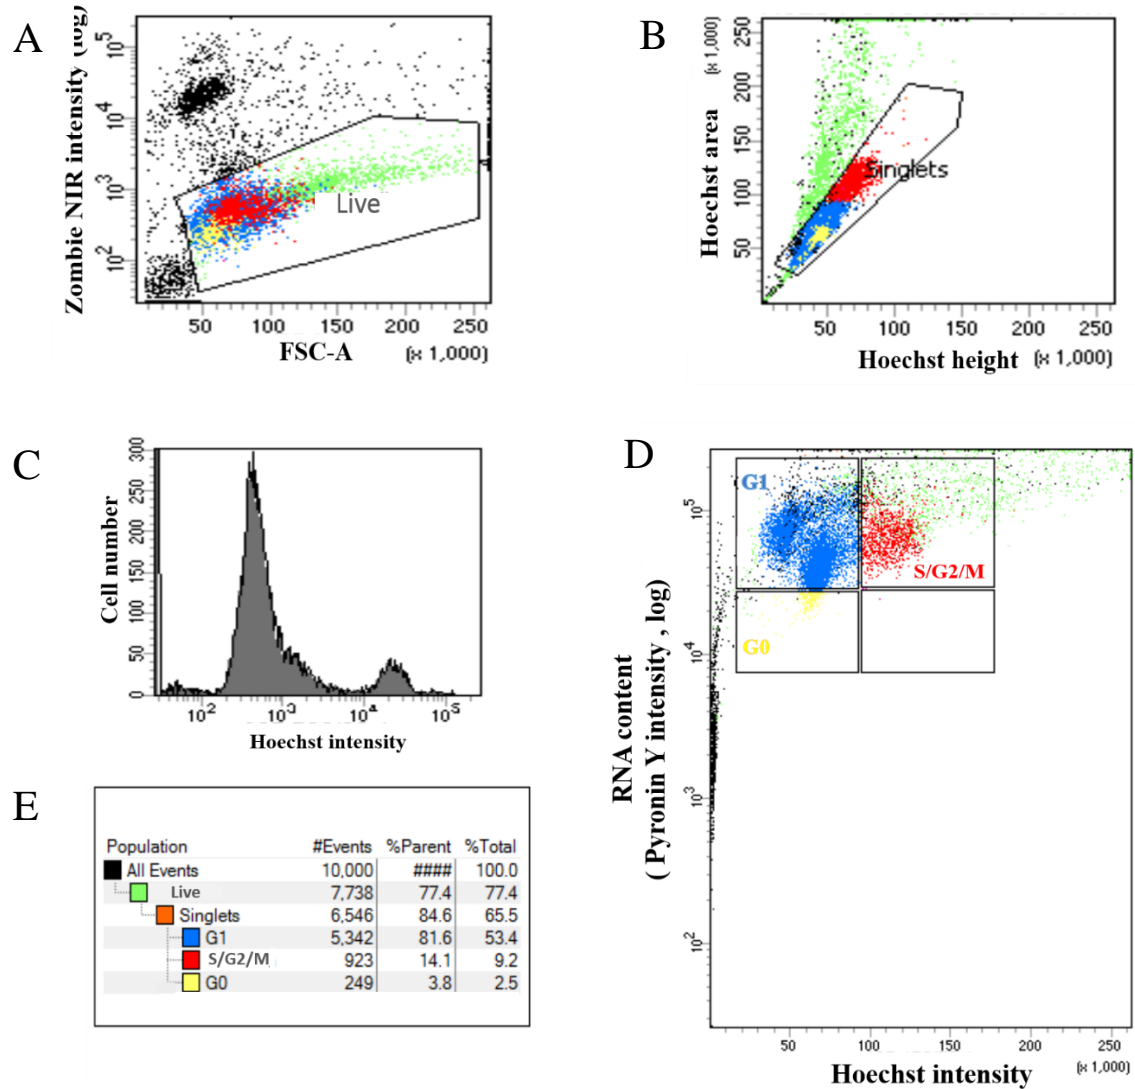 A
Zombie NIR intensity (log)
10^5
10^4
10^3
10^2
Live
50 100 150 200 250
FSC-A (x 1,000)
B
Hoechst area
(x 1,000)
250
200
150
100
50
Singlets
50 100 150 200 250
Hoechst height (x 1,000)
C
Cell number
300
250
200
150
100
50
0
10^2 10^3 10^4 10^5
Hoechst intensity
D
RNA content
( Pyronin Y intensity , log)
10^5
10^4
10^3
10^2
G1
S/G2/M
G0
50 100 150 200 250
Hoechst intensity (x 1,000)
E
Population #Events %Parent %Total
All Events 10,000 #### 100.0
Live 7,738 77.4 77.4
Singlets 6,546 84.6 65.5
G1 5,342 81.6 53.4
S/G2/M 923 14.1 9.2
G0 249 3.8 2.5